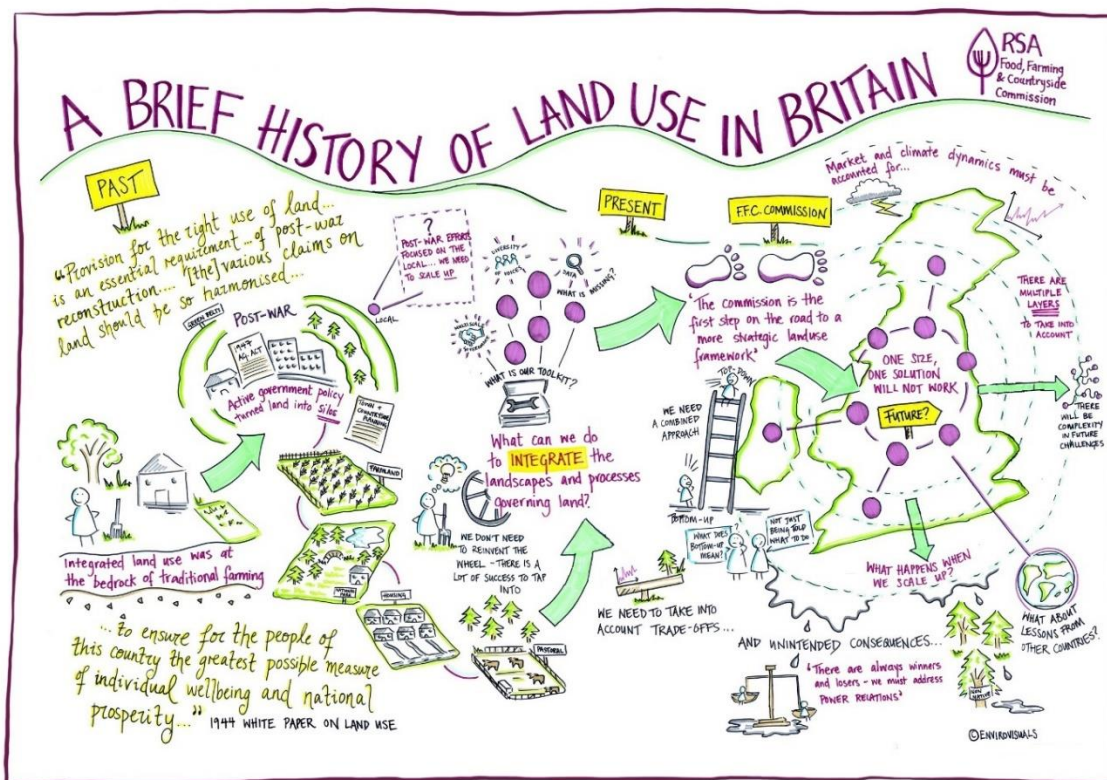 A BRIEF HISTORY OF LAND USE IN BRITAIN
RSA
Food, Farming
& Countryside
Commission
PAST
"Provision for the right use of land...
is an essential requirement... of post-war
reconstruction.... [the] various claims on
land should be so harmonised...
GREEN BELTS
POST-WAR
1947
AG. ACT
Active government policy
turned land into silos
TOWN &
COUNTRYSIDE
PLANNING
Integrated land use was at
the bedrock of traditional farming
FARMLAND
NATIONAL
PARK
HOUSING
PASTORAL
...to ensure for the people of
this country the greatest possible measure
of individual wellbeing and national
prosperity..." 1944 WHITE PAPER ON LAND USE
?
POST-WAR EFFORTS
FOCUSED ON THE
LOCAL... WE NEED
TO SCALE UP
LOCAL
DIVERSITY
OF VOICES
DATA
WHAT IS MISSING?
MULTISCALE
GOVERNMENT
WHAT IS OUR TOOLKIT?
What can we do
to INTEGRATE the
landscapes and processes
governing land?
WE DON'T NEED
TO REINVENT THE
WHEEL - THERE IS A
LOT OF SUCCESS TO TAP
INTO
PRESENT
F.F.C. COMMISSION
'The commission is the
first step on the road to a
more strategic landuse
framework'
TOP-DOWN
WE NEED
A COMBINED
APPROACH
BOTTOM-UP
WHAT DOES
BOTTOM-UP
MEAN?
NOT JUST
BEING TOLD
WHAT TO DO
WE NEED TO TAKE INTO
ACCOUNT TRADE-OFFS...
AND UNINTENDED CONSEQUENCES...
'There are always winners
and losers - we must address
POWER RELATIONS'
Market and climate dynamics must be
accounted for...
ONE SIZE,
ONE SOLUTION
WILL NOT WORK
FUTURE?
'THERE ARE
MULTIPLE
LAYERS
TO TAKE INTO
ACCOUNT'
THERE
WILL BE
COMPLEXITY
IN FUTURE
CHALLENGES
WHAT HAPPENS WHEN
WE SCALE UP?
WHAT ABOUT
LESSONS FROM
OTHER COUNTRIES?
NON
NATIVE
©ENVIROVISUALS